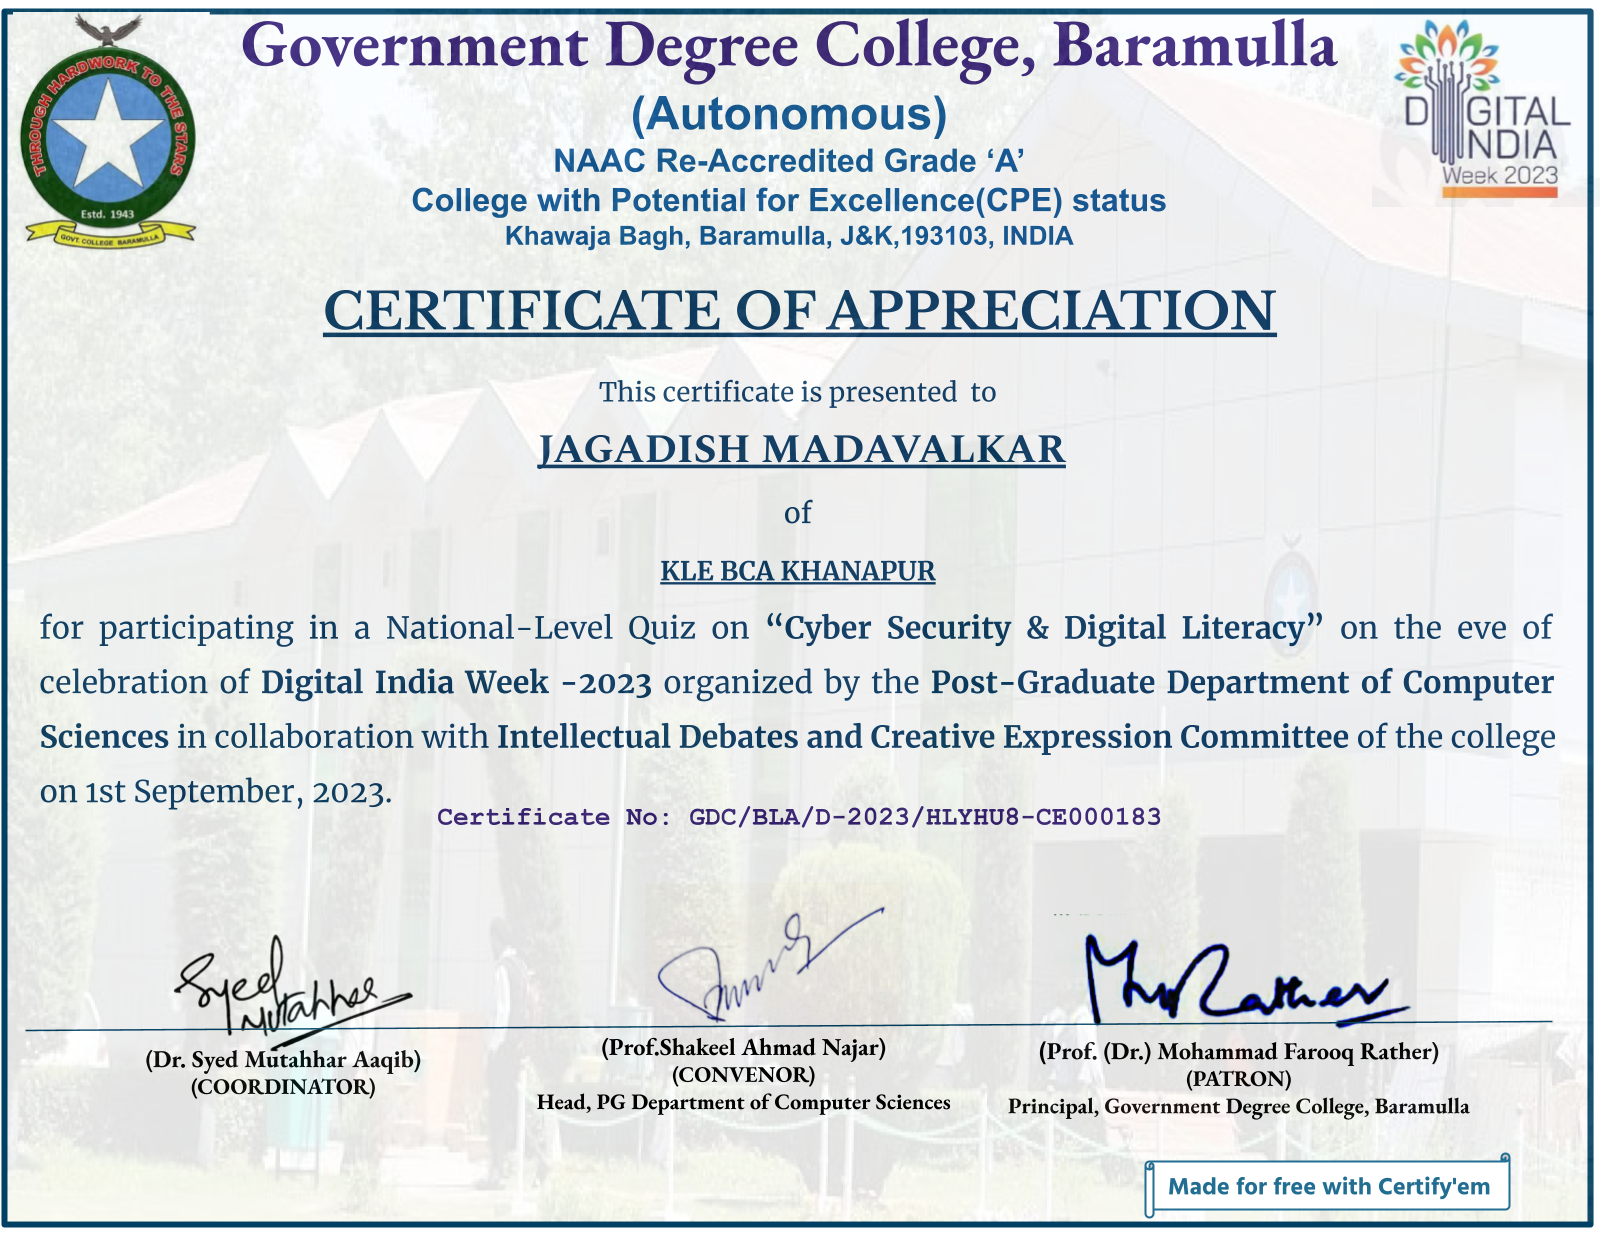 Government Degree College, Baramulla
(Autonomous)
NAAC Re-Accredited Grade ‘A’
College with Potential for Excellence(CPE) status
Khawaja Bagh, Baramulla, J&K,193103, INDIA
THROUGH HARDWORK TO THE STARS
Estd. 1943
GOVT. COLLEGE BARAMULLA
DIGITAL
INDIA
Week 2023
CERTIFICATE OF APPRECIATION
This certificate is presented to
JAGADISH MADAVALKAR
of
KLE BCA KHANAPUR
for participating in a National-Level Quiz on “Cyber Security & Digital Literacy” on the eve of
celebration of Digital India Week -2023 organized by the Post-Graduate Department of Computer
Sciences in collaboration with Intellectual Debates and Creative Expression Committee of the college
on 1st September, 2023.
Certificate No: GDC/BLA/D-2023/HLYHU8-CE000183
Syed
Mutahhar
(Dr. Syed Mutahhar Aaqib)
(COORDINATOR)
(Prof.Shakeel Ahmad Najar)
(CONVENOR)
Head, PG Department of Computer Sciences
Rather
(Prof. (Dr.) Mohammad Farooq Rather)
(PATRON)
Principal, Government Degree College, Baramulla
Made for free with Certify'em